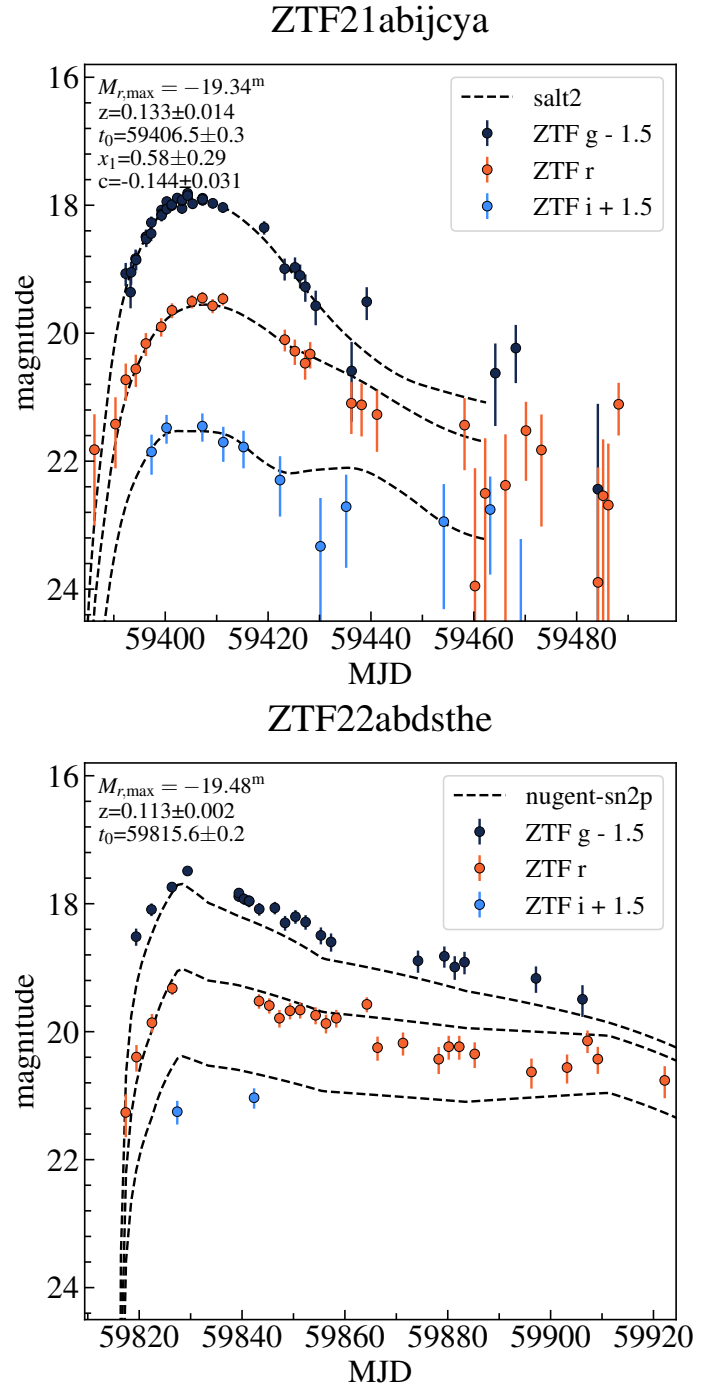 ZTF21abijcya
M_{r,max} = −19.34^m
z=0.133±0.014
t_0=59406.5±0.3
x_1=0.58±0.29
c=-0.144±0.031
salt2
ZTF g - 1.5
ZTF r
ZTF i + 1.5
16
18
20
22
24
magnitude
59400 59420 59440 59460 59480
MJD
ZTF22abdsthe
M_{r,max} = −19.48^m
z=0.113±0.002
t_0=59815.6±0.2
nugent-sn2p
ZTF g - 1.5
ZTF r
ZTF i + 1.5
16
18
20
22
24
magnitude
59820 59840 59860 59880 59900 59920
MJD